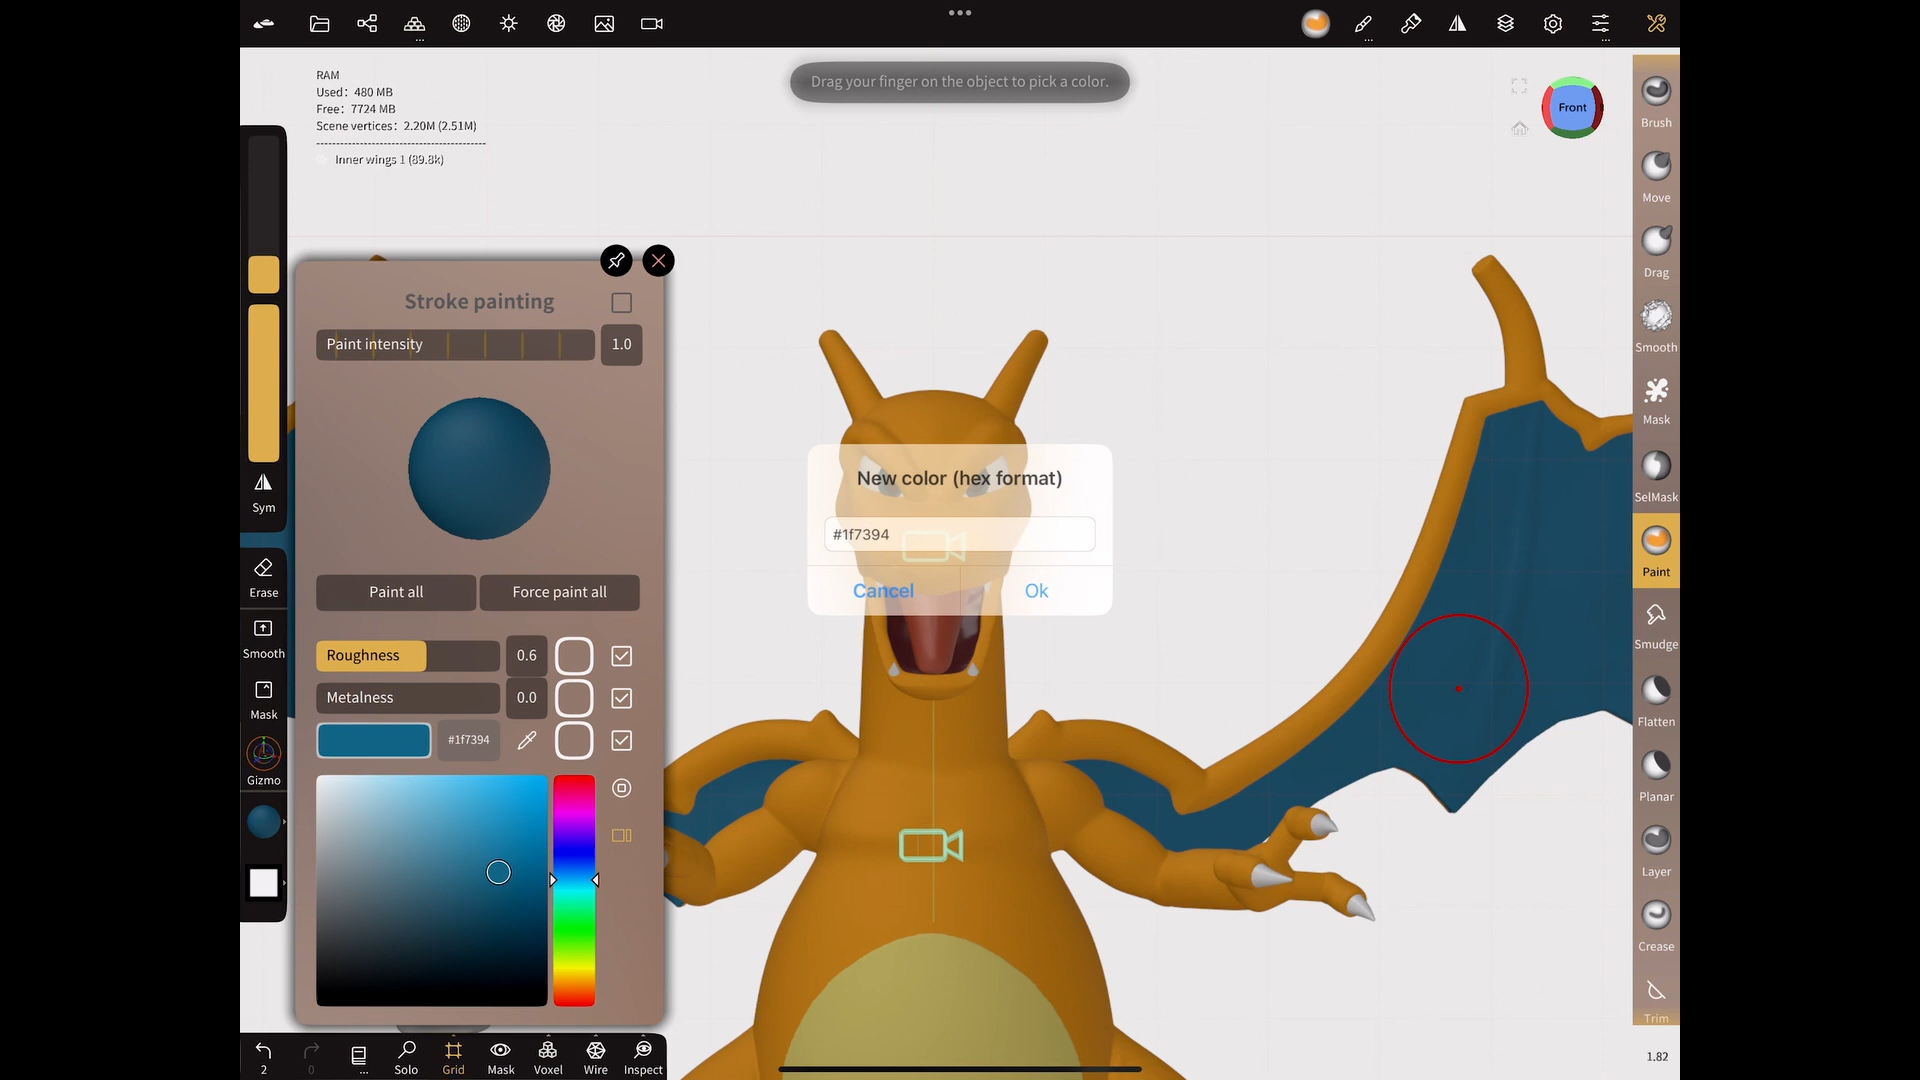 Drag your finger on the object to pick a color.
RAM
Used: 480 MB
Free: 7724 MB
Scene vertices: 2.20M (2.51M)
--------------------------------------------
Inner wings 1 (89.8k)
Front
Brush
Move
Drag
Smooth
Mask
SelMask
Paint
Smudge
Flatten
Planar
Layer
Crease
Trim
1.82
Sym
Erase
Smooth
Mask
Gizmo
Stroke painting
Paint intensity 1.0
Paint all Force paint all
Roughness 0.6
Metalness 0.0
#1f7394
New color (hex format)
#1f7394
Cancel Ok
2 0 ... Solo Grid Mask Voxel Wire Inspect